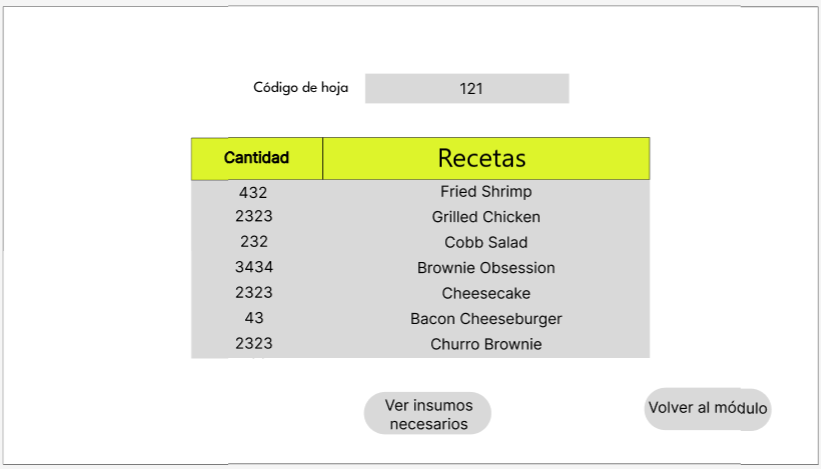 Código de hoja 121
Cantidad Recetas
432 Fried Shrimp
2323 Grilled Chicken
232 Cobb Salad
3434 Brownie Obsession
2323 Cheesecake
43 Bacon Cheeseburger
2323 Churro Brownie
Ver insumos
necesarios
Volver al módulo